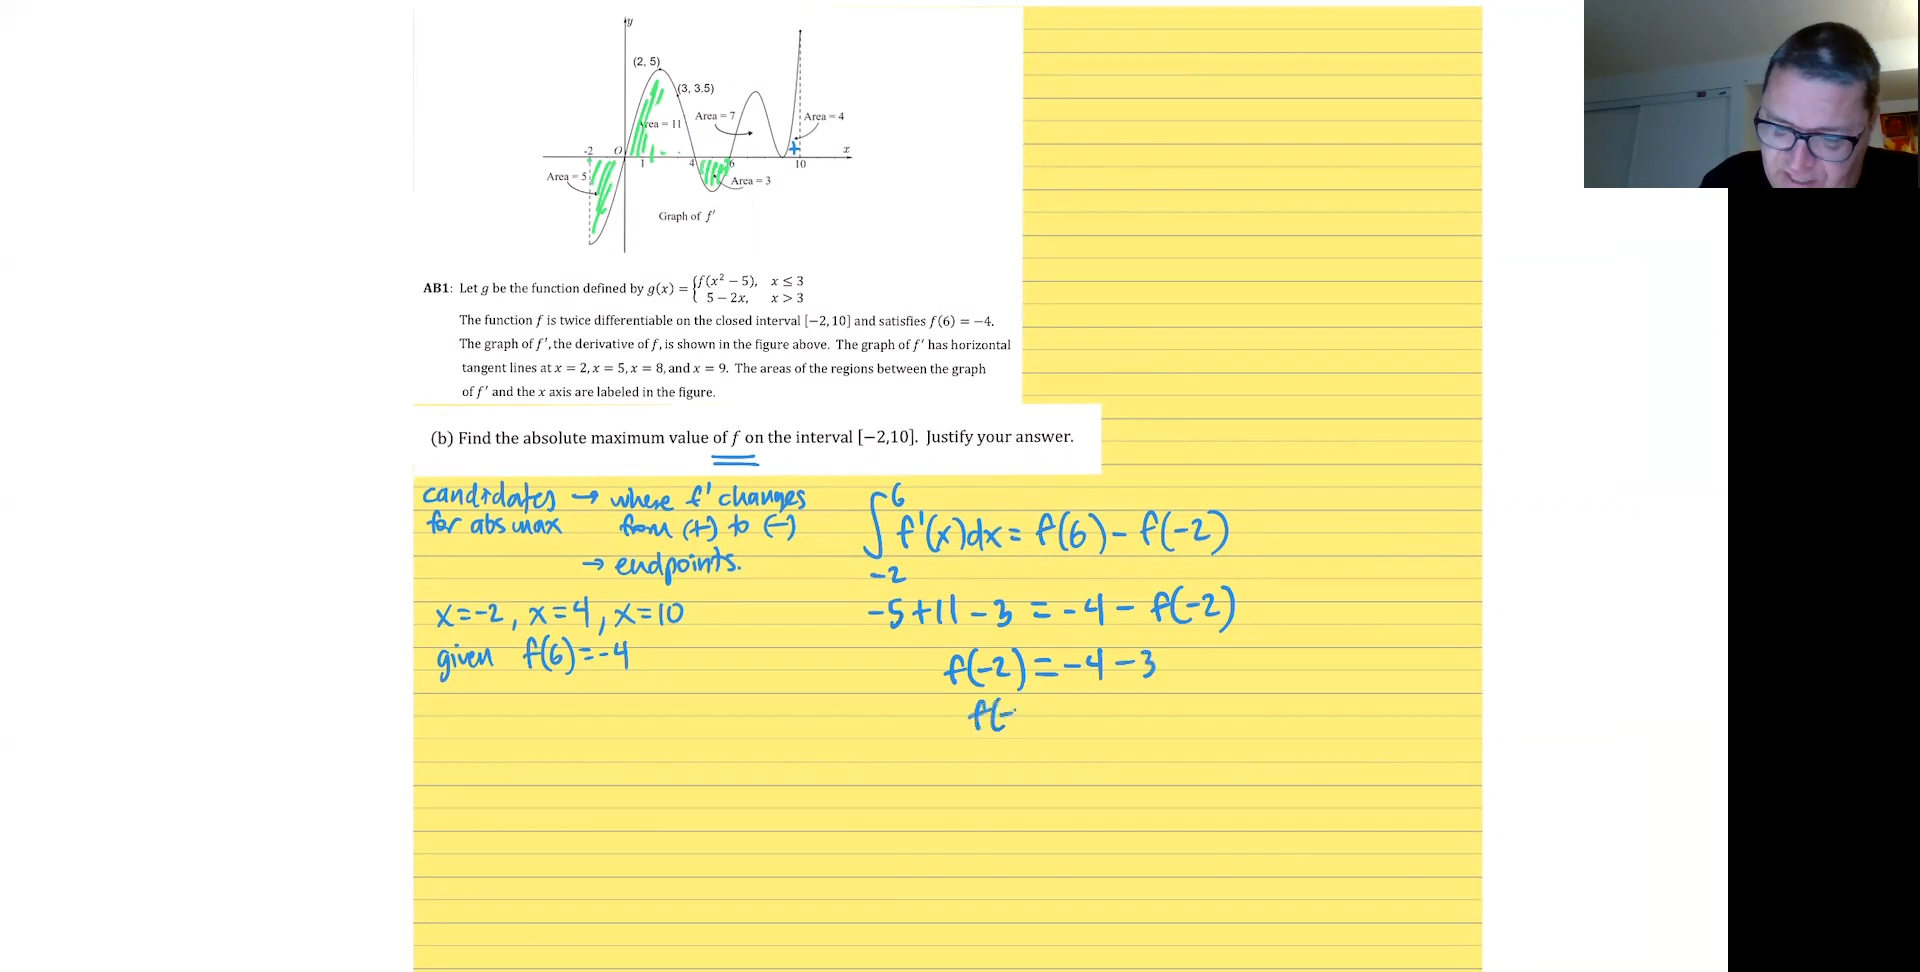 y
(2, 5)
(3, 3.5)
Area = 7
Area = 4
rea = 11
+
-2
O
1
4
6
10
x
Area = 5
Area = 3
Graph of f′
AB1: Let g be the function defined by g(x) = { f(x² − 5), x ≤ 3
5 − 2x, x > 3
The function f is twice differentiable on the closed interval [−2, 10] and satisfies f(6) = −4.
The graph of f′, the derivative of f, is shown in the figure above. The graph of f′ has horizontal
tangent lines at x = 2, x = 5, x = 8, and x = 9. The areas of the regions between the graph
of f′ and the x axis are labeled in the figure.
(b) Find the absolute maximum value of f on the interval [−2,10]. Justify your answer.
candidates → where f' changes
for abs max from (+) to (−)
→ endpoints.
x=-2, x=4, x=10
given f(6)=-4
∫₋₂⁶ f'(x)dx = f(6) − f(−2)
-5+11-3 = -4 - f(-2)
f(-2) = -4 - 3
f(-